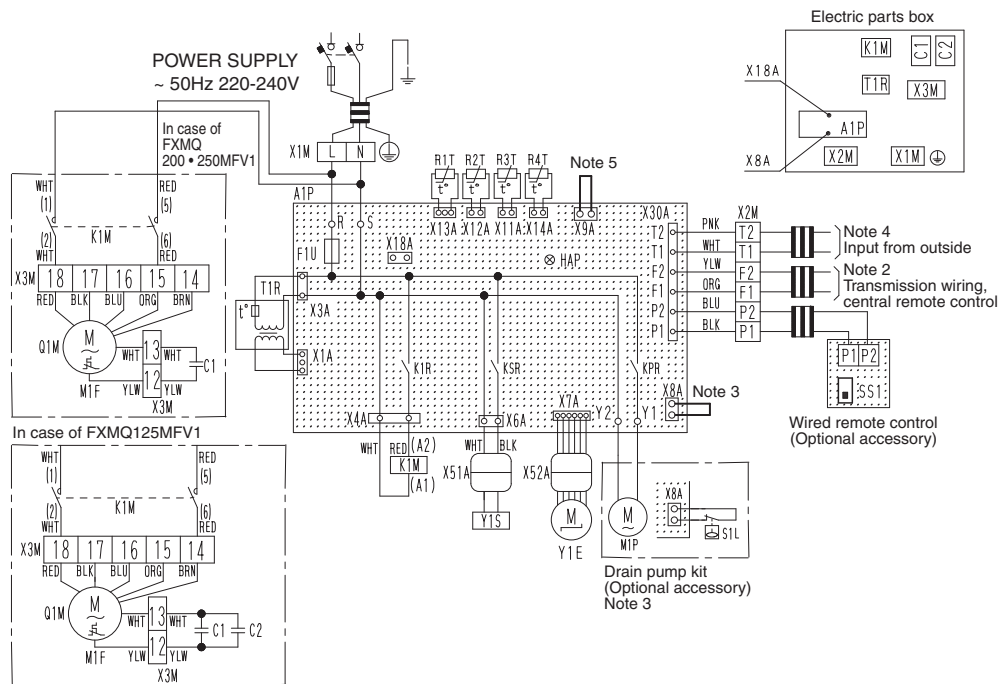 Electric parts box
K1M
C1
C2
X18A
T1R
X3M
A1P
X8A
X2M
X1M
POWER SUPPLY
~ 50Hz 220-240V
In case of
FXMQ
200 • 250MFV1
X1M
L
N
WHT
RED
(1)
(5)
(2)
K1M
(6)
WHT
RED
X3M
18
17
16
15
14
RED
BLK
BLU
ORG
BRN
M
~
Q1M
M1F
WHT
13
WHT
C1
YLW
12
YLW
X3M
A1P
R
S
F1U
X18A
T1R
t°
X3A
X1A
R1T
R2T
R3T
R4T
t°
t°
t°
t°
X13A
X12A
X11A
X14A
Note 5
X9A
HAP
X30A
X2M
T2
PNK
T2
T1
WHT
T1
F2
YLW
F2
F1
ORG
F1
P2
BLU
P2
P1
BLK
P1
Note 4
Input from outside
Note 2
Transmission wiring,
central remote control
P1
P2
SS1
Wired remote control
(Optional accessory)
K1R
KSR
KPR
X4A
X6A
X7A
Y2
Y1
X8A
Note 3
WHT
RED
(A2)
K1M
(A1)
WHT
BLK
X51A
X52A
Y1S
M
Y1E
M
~
M1P
X8A
S1L
Drain pump kit
(Optional accessory)
Note 3
In case of FXMQ125MFV1
WHT
RED
(1)
(5)
(2)
K1M
(6)
WHT
RED
X3M
18
17
16
15
14
RED
BLK
BLU
ORG
BRN
M
~
Q1M
M1F
WHT
13
WHT
C1
C2
YLW
12
YLW
X3M